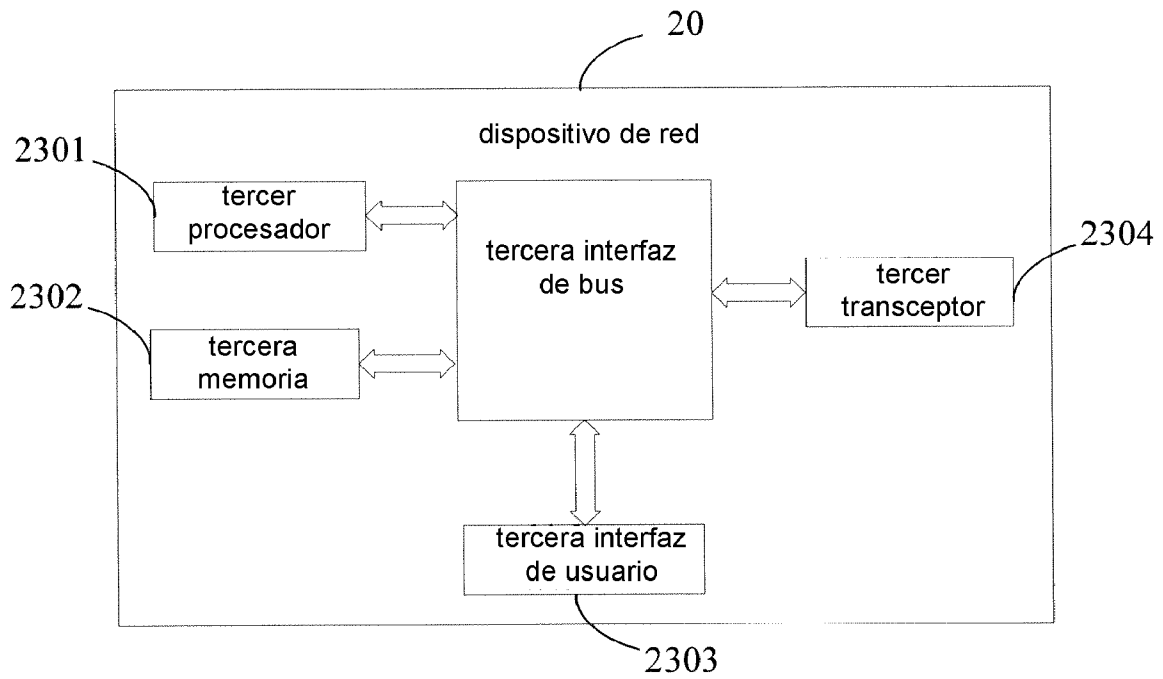 20
dispositivo de red
2301
tercer
procesador
tercera interfaz
de bus
2304
tercer
transceptor
2302
tercera
memoria
tercera interfaz
de usuario
2303